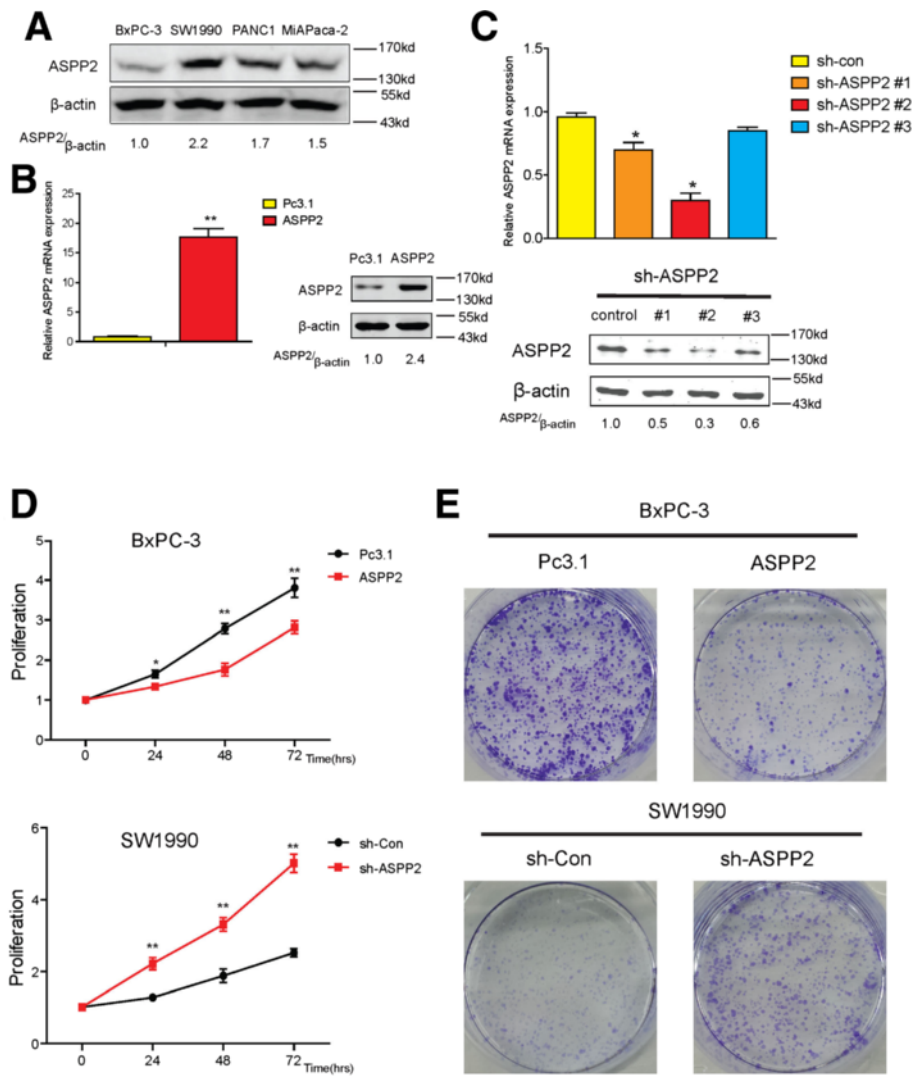 A
BxPC-3 SW1990 PANC1 MiAPaca-2
ASPP2
170kd
130kd
β-actin
55kd
43kd
ASPP2/β-actin 1.0 2.2 1.7 1.5
B
Relative ASPP2 mRNA expression
25
20
15
10
5
0
**
Pc3.1
ASPP2
Pc3.1 ASPP2
ASPP2
170kd
130kd
β-actin
55kd
43kd
ASPP2/β-actin 1.0 2.4
C
Relative ASPP2 mRNA expression
1.5
1.0
0.5
0.0
*
*
sh-con
sh-ASPP2 #1
sh-ASPP2 #2
sh-ASPP2 #3
sh-ASPP2
control #1 #2 #3
ASPP2
170kd
130kd
β-actin
55kd
43kd
ASPP2/β-actin 1.0 0.5 0.3 0.6
D
BxPC-3
Proliferation
5
4
3
2
1
0
*
**
**
Pc3.1
ASPP2
0 24 48 72 Time(hrs)
SW1990
Proliferation
6
4
2
0
**
**
**
sh-Con
sh-ASPP2
0 24 48 72 Time(hrs)
E
BxPC-3
Pc3.1 ASPP2
SW1990
sh-Con sh-ASPP2